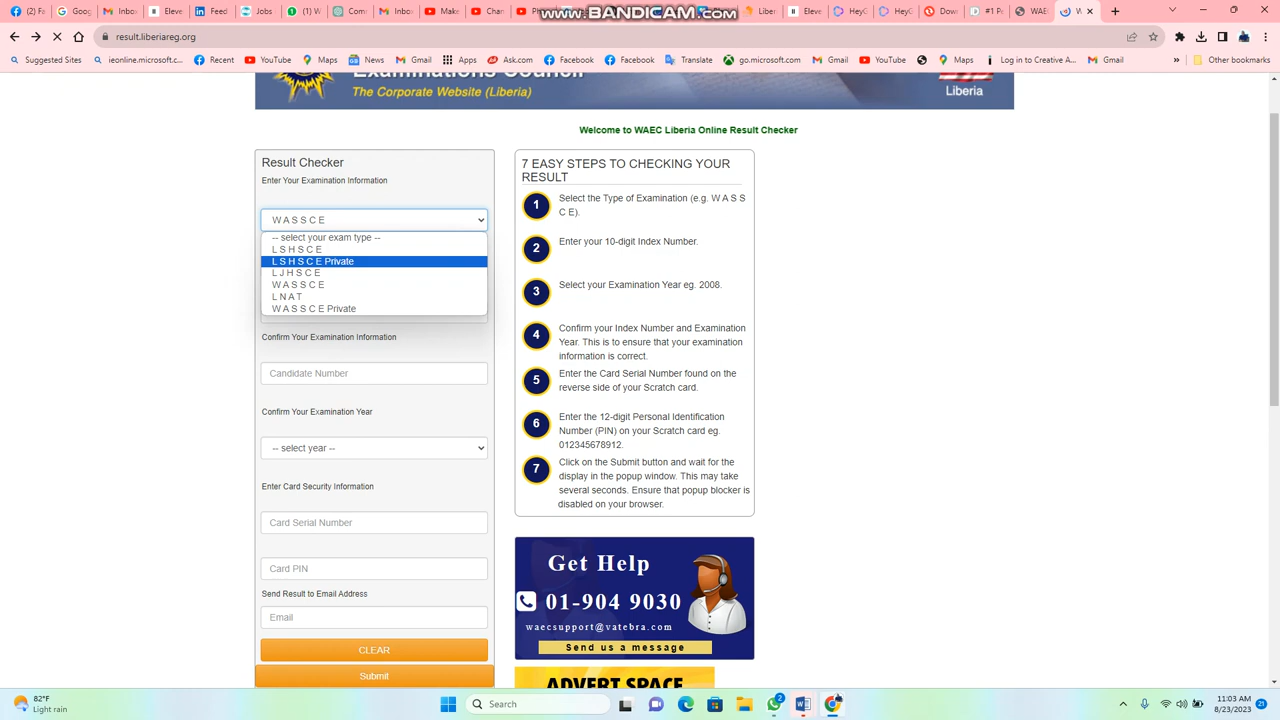 www.BANDICAM.com
Eleve
Feed
Jobs
Inbo
Mak
Down
#1 P
WAE
W
result.liberiareg.org
Suggested Sites
ieonline.microsoft.c...
Recent
YouTube
Maps
News
Gmail
Apps
Ask.com
Facebook
Facebook
Translate
go.microsoft.com
Gmail
YouTube
Maps
Log in to Creative A...
Gmail
»
Other bookmarks
Examinations Council
The Corporate Website (Liberia)
Liberia
Welcome to WAEC Liberia Online Result Checker
Result Checker
Enter Your Examination Information
W A S S C E
-- select your exam type --
L S H S C E
L S H S C E Private
L J H S C E
W A S S C E
L N A T
W A S S C E Private
Confirm Your Examination Information
Candidate Number
Confirm Your Examination Year
-- select year --
Enter Card Security Information
Card Serial Number
Card PIN
Send Result to Email Address
Email
CLEAR
Submit
7 EASY STEPS TO CHECKING YOUR
RESULT
1 Select the Type of Examination (e.g. W A S S
C E).
2 Enter your 10-digit Index Number.
3 Select your Examination Year eg. 2008.
4 Confirm your Index Number and Examination
Year. This is to ensure that your examination
information is correct.
5 Enter the Card Serial Number found on the
reverse side of your Scratch card.
6 Enter the 12-digit Personal Identification
Number (PIN) on your Scratch card eg.
012345678912.
7 Click on the Submit button and wait for the
display in the popup window. This may take
several seconds. Ensure that popup blocker is
disabled on your browser.
Get Help
01-904 9030
waecsupport@vatebra.com
Send us a message
ADVERT SPACE
82°F
Light rain
Search
2
11:03 AM
8/23/2023